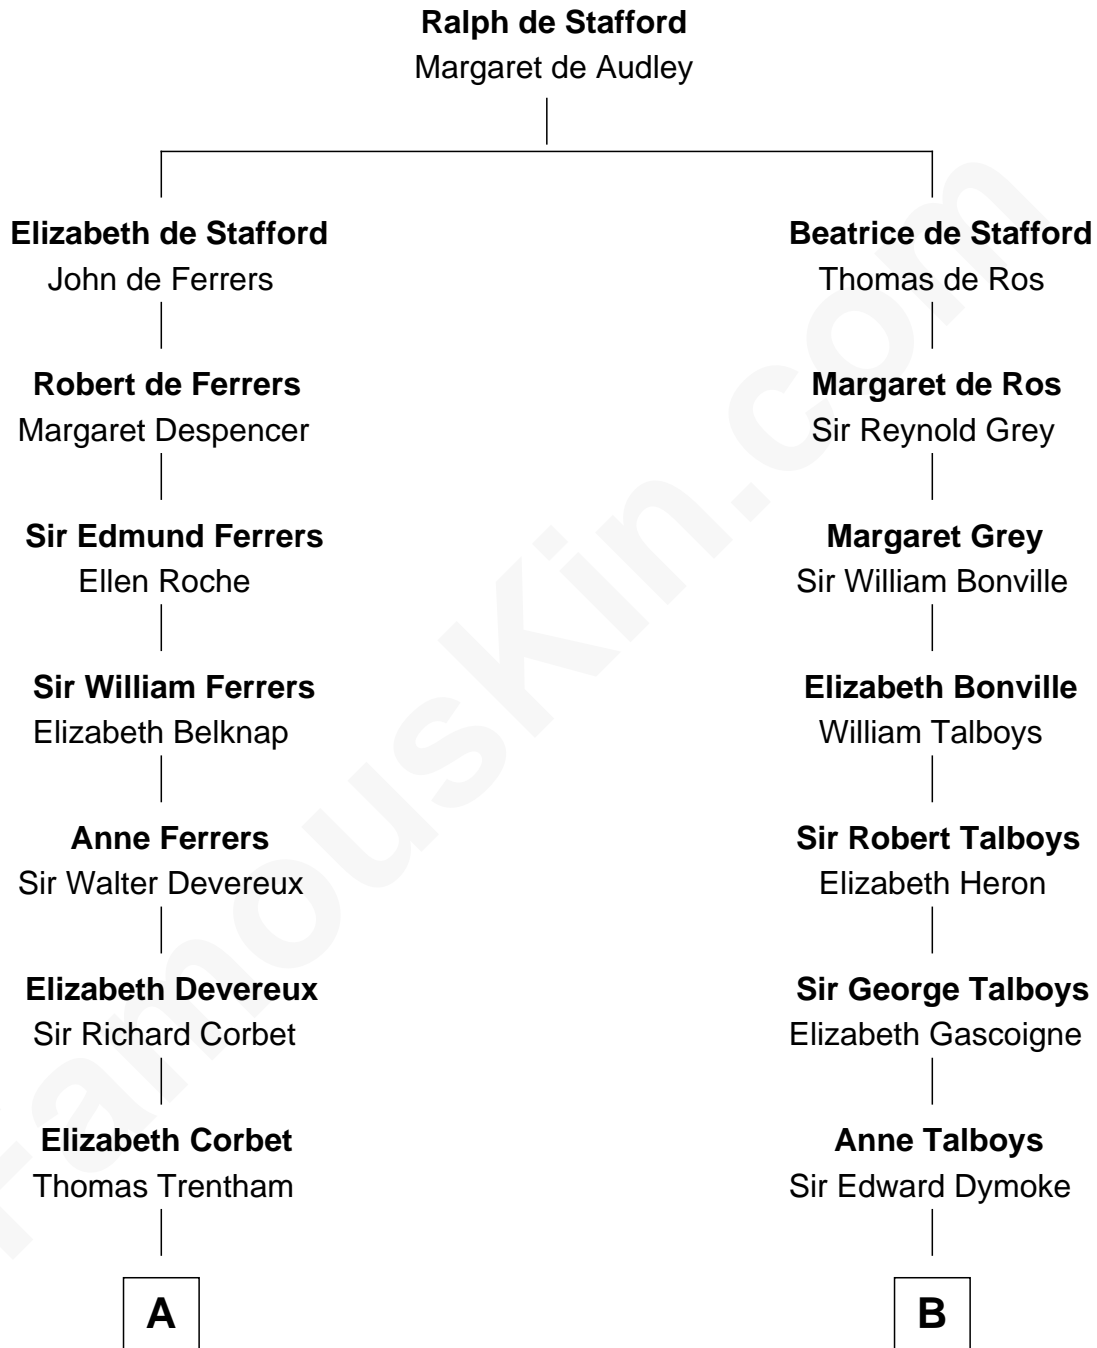 Ralph de Stafford
Margaret de Audley
Elizabeth de Stafford
John de Ferrers
Robert de Ferrers
Margaret Despencer
Sir Edmund Ferrers
Ellen Roche
Sir William Ferrers
Elizabeth Belknap
Anne Ferrers
Sir Walter Devereux
Elizabeth Devereux
Sir Richard Corbet
Elizabeth Corbet
Thomas Trentham
A
Beatrice de Stafford
Thomas de Ros
Margaret de Ros
Sir Reynold Grey
Margaret Grey
Sir William Bonville
Elizabeth Bonville
William Talboys
Sir Robert Talboys
Elizabeth Heron
Sir George Talboys
Elizabeth Gascoigne
Anne Talboys
Sir Edward Dymoke
B
FamousKin.com